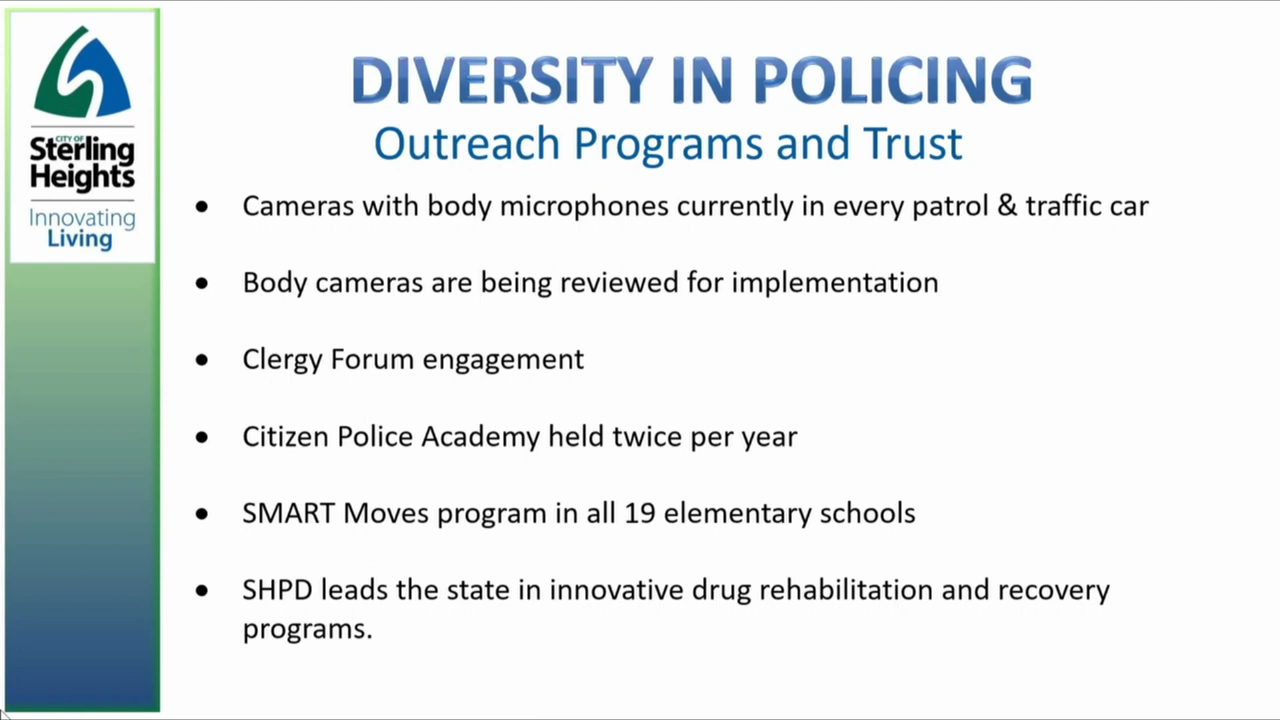 CITY OF
Sterling
Heights
Innovating
Living
DIVERSITY IN POLICING
Outreach Programs and Trust
• Cameras with body microphones currently in every patrol & traffic car
• Body cameras are being reviewed for implementation
• Clergy Forum engagement
• Citizen Police Academy held twice per year
• SMART Moves program in all 19 elementary schools
• SHPD leads the state in innovative drug rehabilitation and recovery
programs.